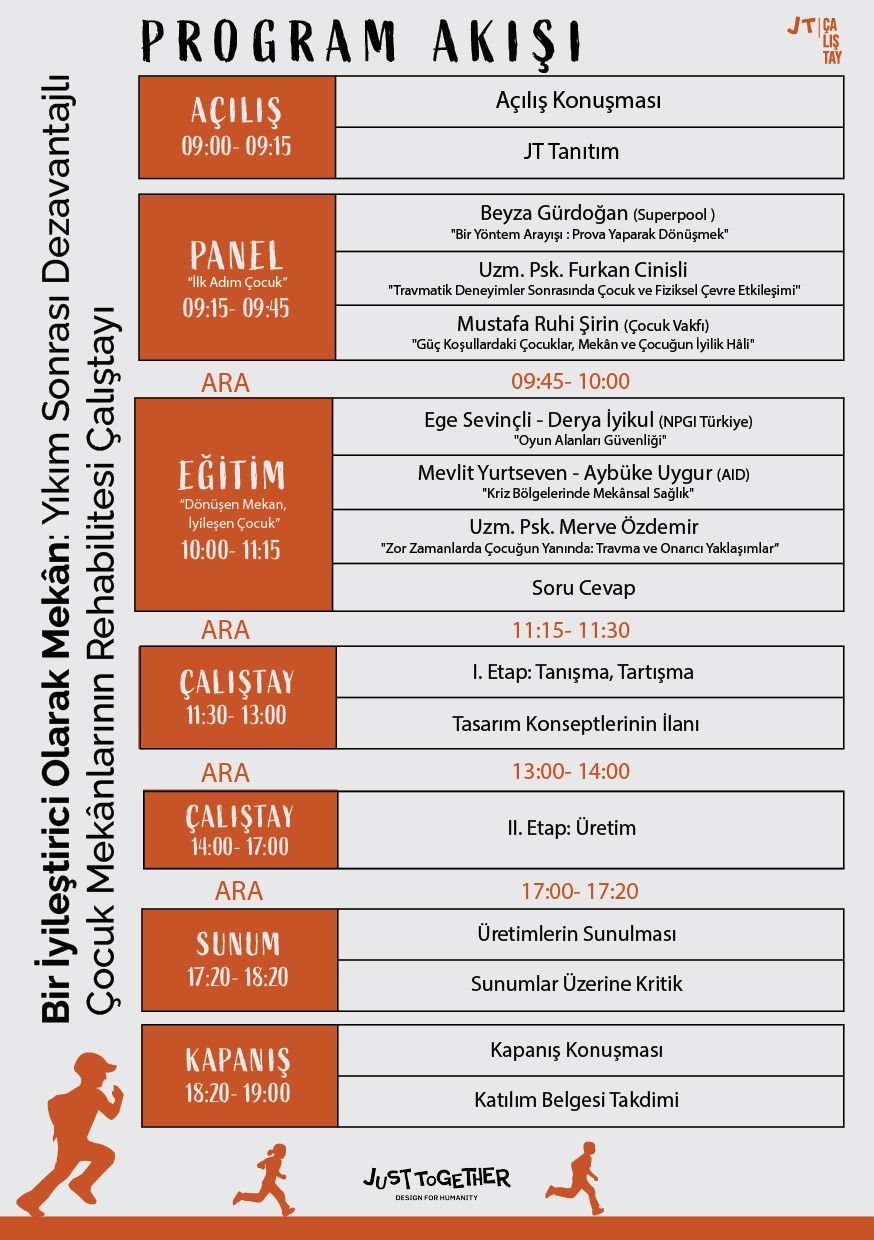 PROGRAM AKIŞI
JT ÇA
LIŞ
TAY
Bir İyileştirici Olarak Mekân: Yıkım Sonrası Dezavantajlı
Çocuk Mekânlarının Rehabilitesi Çalıştayı
AÇILIŞ
09:00- 09:15
Açılış Konuşması
JT Tanıtım
PANEL
“İlk Adım Çocuk”
09:15- 09:45
Beyza Gürdoğan (Superpool )
"Bir Yöntem Arayışı : Prova Yaparak Dönüşmek"
Uzm. Psk. Furkan Cinisli
"Travmatik Deneyimler Sonrasında Çocuk ve Fiziksel Çevre Etkileşimi"
Mustafa Ruhi Şirin (Çocuk Vakfı)
"Güç Koşullardaki Çocuklar, Mekân ve Çocuğun İyilik Hâli"
ARA 09:45- 10:00
EĞİTİM
“Dönüşen Mekan,
İyileşen Çocuk”
10:00- 11:15
Ege Sevinçli - Derya İyikul (NPGI Türkiye)
"Oyun Alanları Güvenliği"
Mevlit Yurtseven - Aybüke Uygur (AID)
"Kriz Bölgelerinde Mekânsal Sağlık"
Uzm. Psk. Merve Özdemir
"Zor Zamanlarda Çocuğun Yanında: Travma ve Onarıcı Yaklaşımlar”
Soru Cevap
ARA 11:15- 11:30
ÇALIŞTAY
11:30- 13:00
I. Etap: Tanışma, Tartışma
Tasarım Konseptlerinin İlanı
ARA 13:00- 14:00
ÇALIŞTAY
14:00- 17:00
II. Etap: Üretim
ARA 17:00- 17:20
SUNUM
17:20- 18:20
Üretimlerin Sunulması
Sunumlar Üzerine Kritik
KAPANIŞ
18:20- 19:00
Kapanış Konuşması
Katılım Belgesi Takdimi
JUST ToGETHER
DESIGN FOR HUMANITY